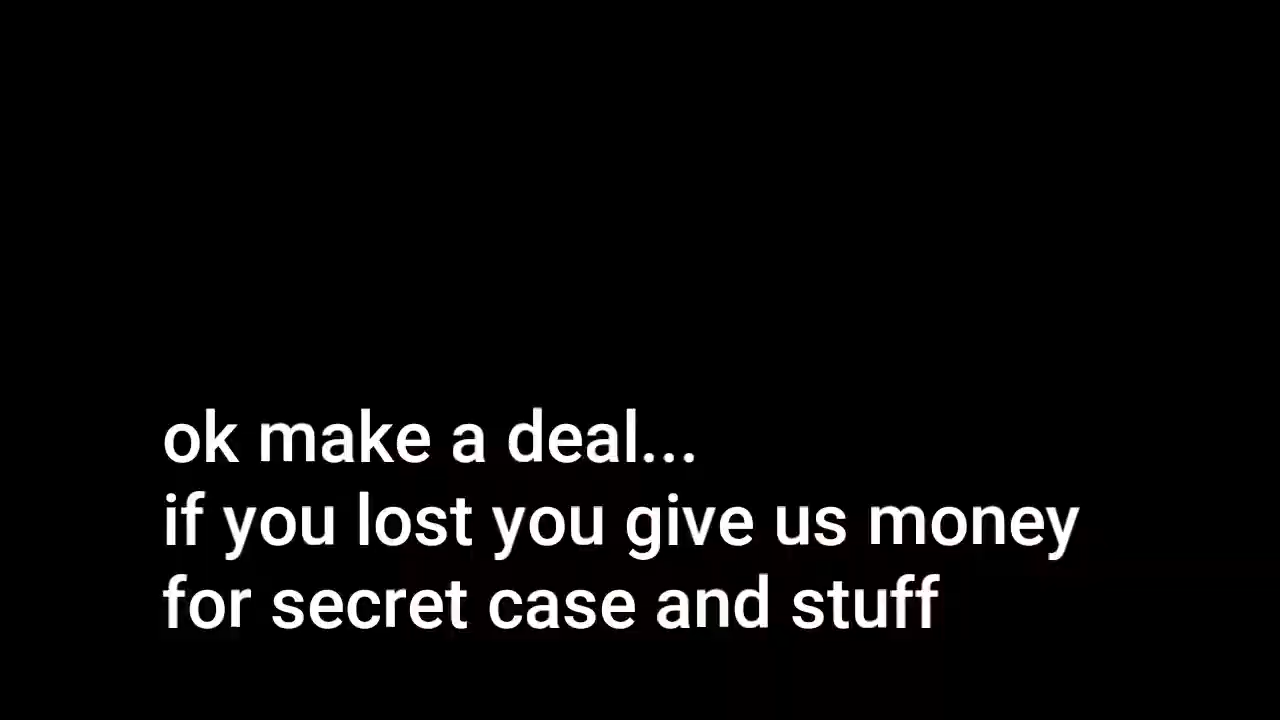 ok make a deal...
if you lost you give us money
for secret case and stuff